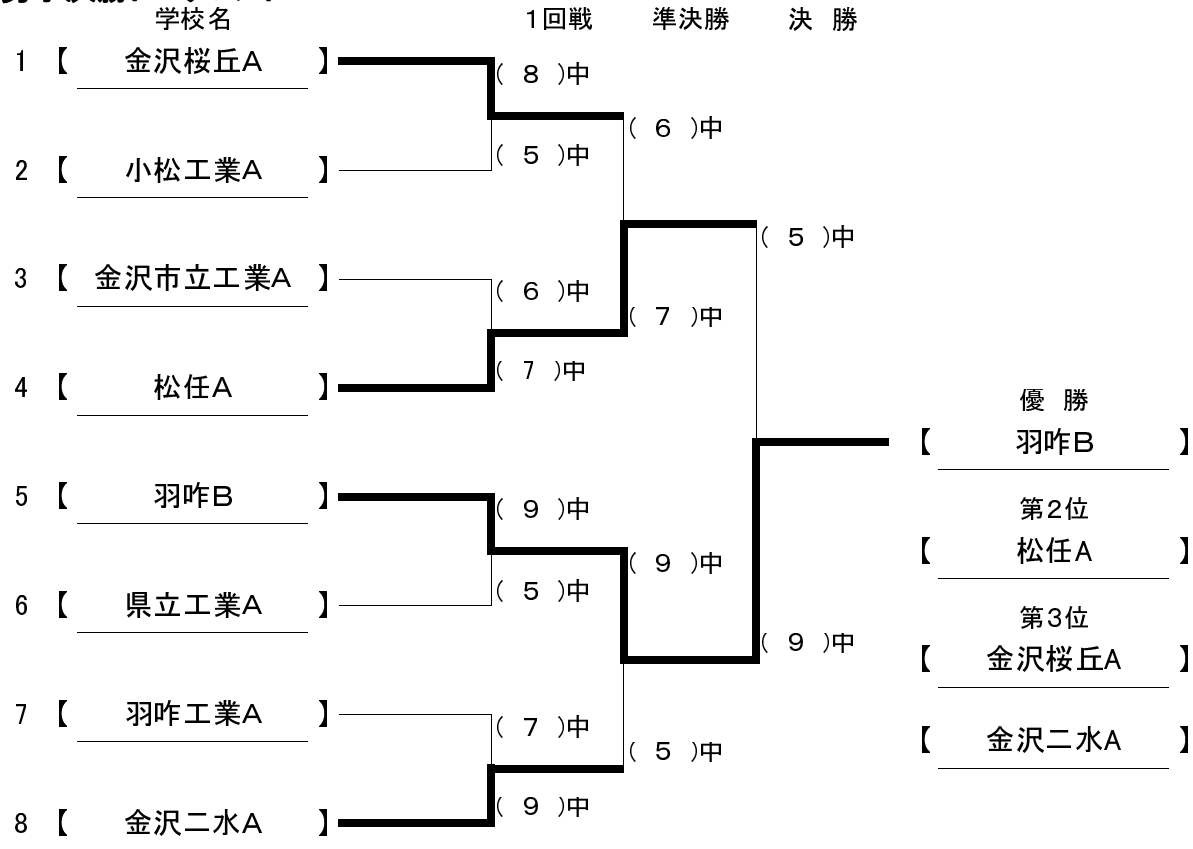 学校名 １回戦 準決勝 決 勝
1 【 金沢桜丘Ａ 】
( 8 )中
( 6 )中
( 5 )中
2 【 小松工業Ａ 】
( 5 )中
3 【 金沢市立工業Ａ 】
( 6 )中
( 7 )中
( 7 )中
4 【 松任Ａ 】
優 勝
【 羽咋Ｂ 】
5 【 羽咋Ｂ 】
( 9 )中
第２位
【 松任Ａ 】
( 9 )中
( 5 )中
6 【 県立工業Ａ 】
第３位
( 9 )中
【 金沢桜丘Ａ 】
7 【 羽咋工業Ａ 】
( 7 )中
【 金沢二水Ａ 】
( 5 )中
( 9 )中
8 【 金沢二水Ａ 】